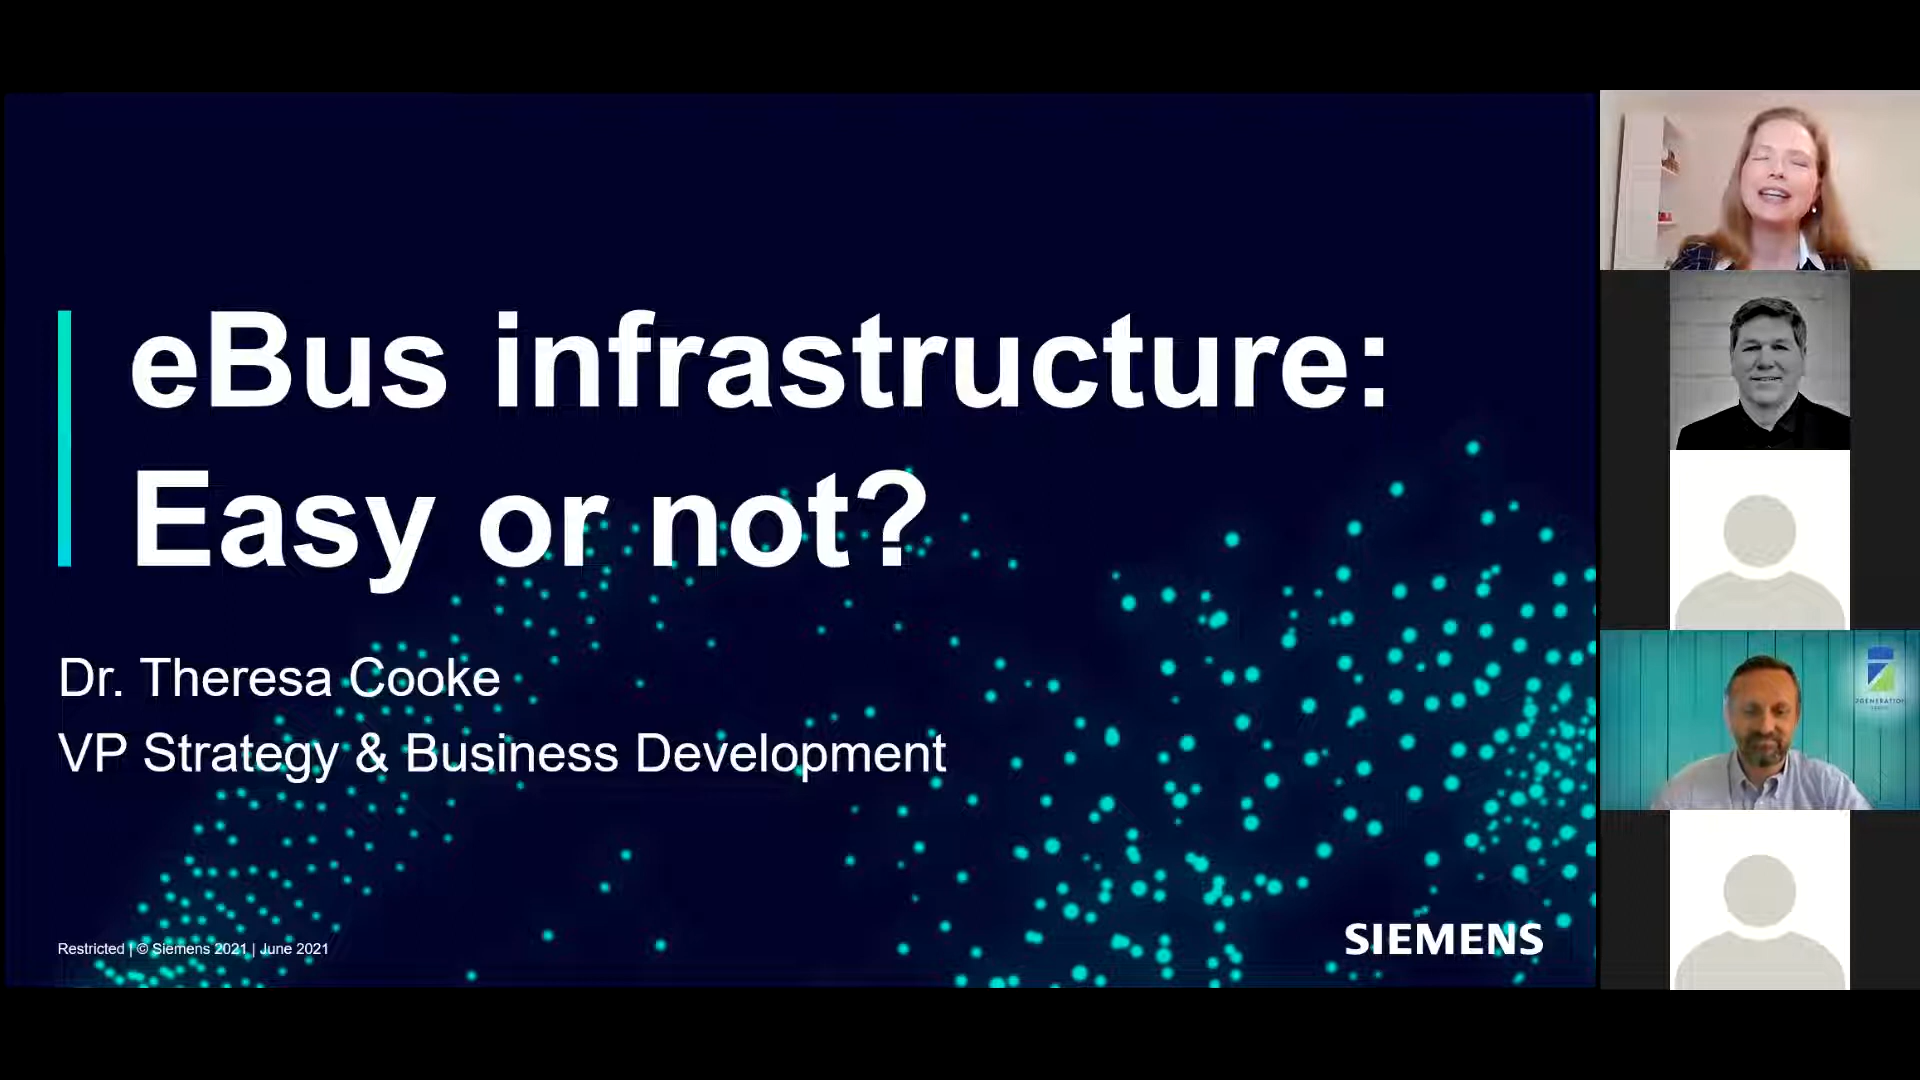 eBus infrastructure:
Easy or not?
Dr. Theresa Cooke
VP Strategy & Business Development
Restricted | © Siemens 2021 | June 2021
SIEMENS